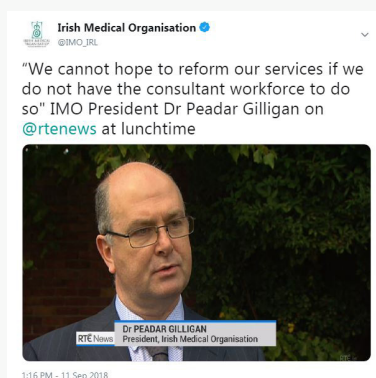 Irish Medical Organisation
@IMO_IRL
“We cannot hope to reform our services if we
do not have the consultant workforce to do
so" IMO President Dr Peadar Gilligan on
@rtenews at lunchtime
RTÉ News
Dr PEADAR GILLIGAN
President, Irish Medical Organisation
RTÉ
1:16 PM - 11 Sep 2018